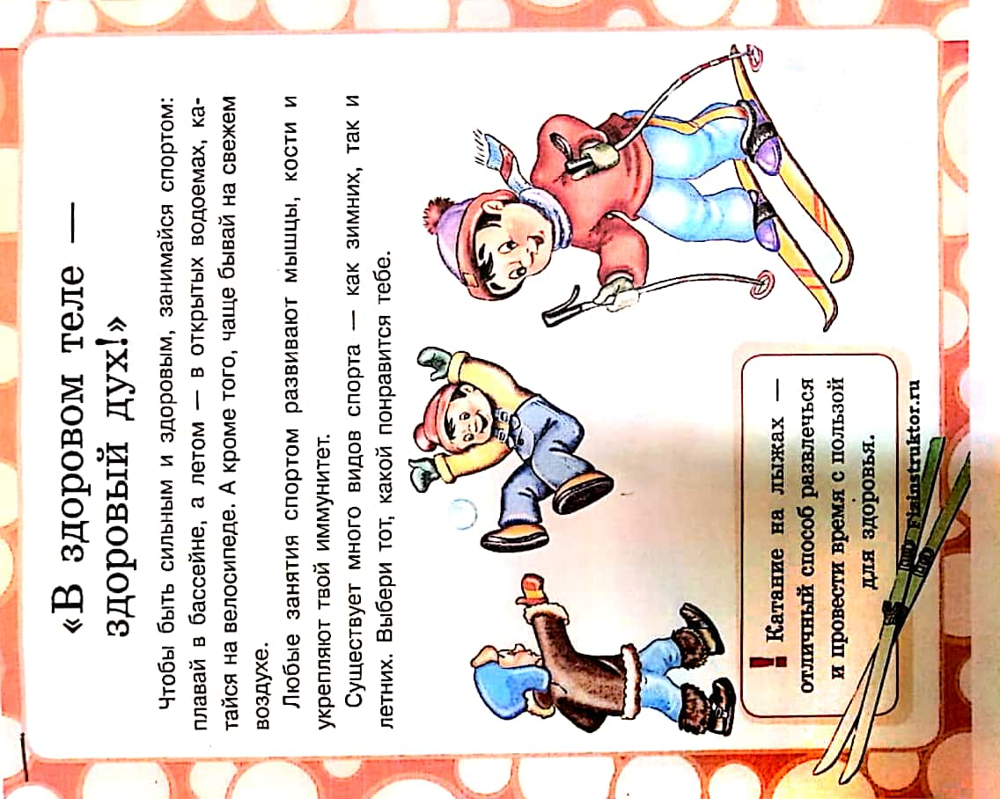 «В здоровом теле —
здоровый дух!»
Чтобы быть сильным и здоровым, занимайся спортом:
плавай в бассейне, а летом — в открытых водоемах, ка-
тайся на велосипеде. А кроме того, чаще бывай на свежем
воздухе.
Любые занятия спортом развивают мышцы, кости и
укрепляют твой иммунитет.
Существует много видов спорта — как зимних, так и
летних. Выбери тот, какой понравится тебе.
! Катание на лыжах —
отличный способ развлечься
и провести время с пользой
для здоровья.
Fizinstruktor.ru